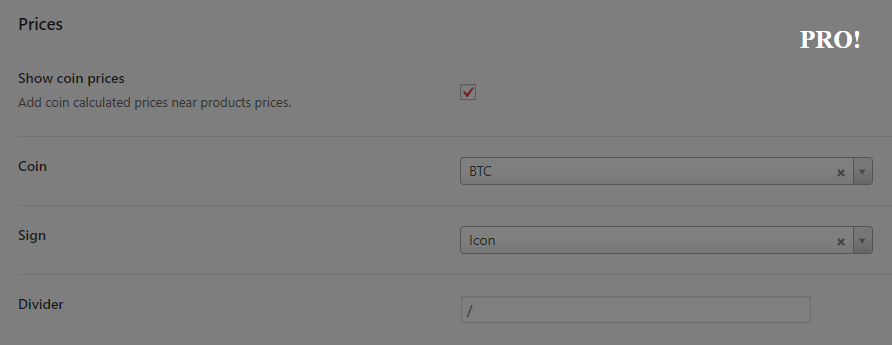 Prices
PRO!
Show coin prices
Add coin calculated prices near products prices.
Coin
BTC
Sign
Icon
Divider
/